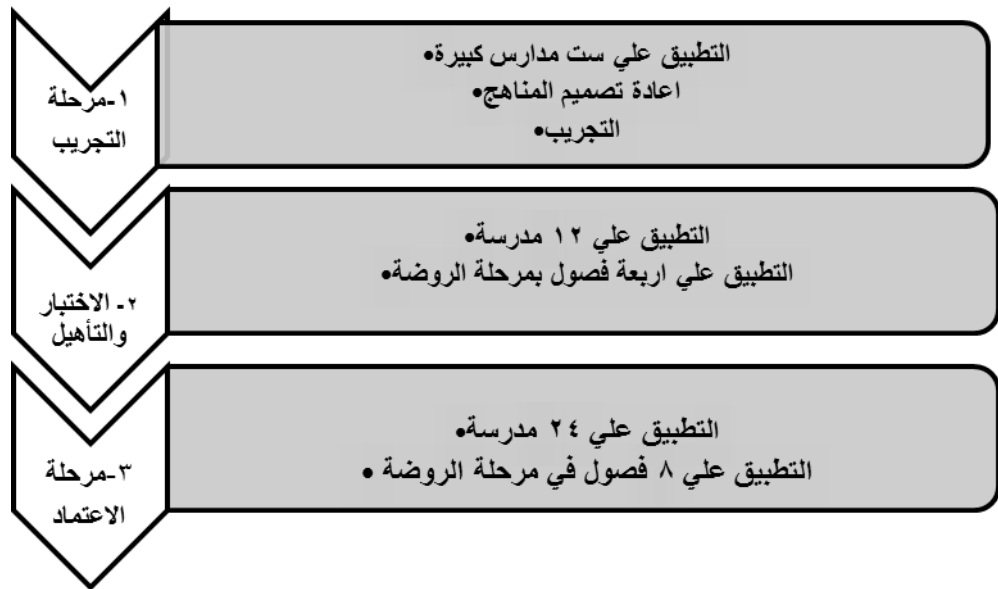 ١-مرحلة
التجريب
التطبيق علي ست مدارس كبيرة•
اعادة تصميم المناهج•
التجريب•
٢- الاختبار
والتأهيل
التطبيق علي ١٢ مدرسة•
التطبيق علي اربعة فصول بمرحلة الروضة•
٣-مرحلة
الاعتماد
التطبيق علي ٢٤ مدرسة•
التطبيق علي ٨ فصول في مرحلة الروضة •